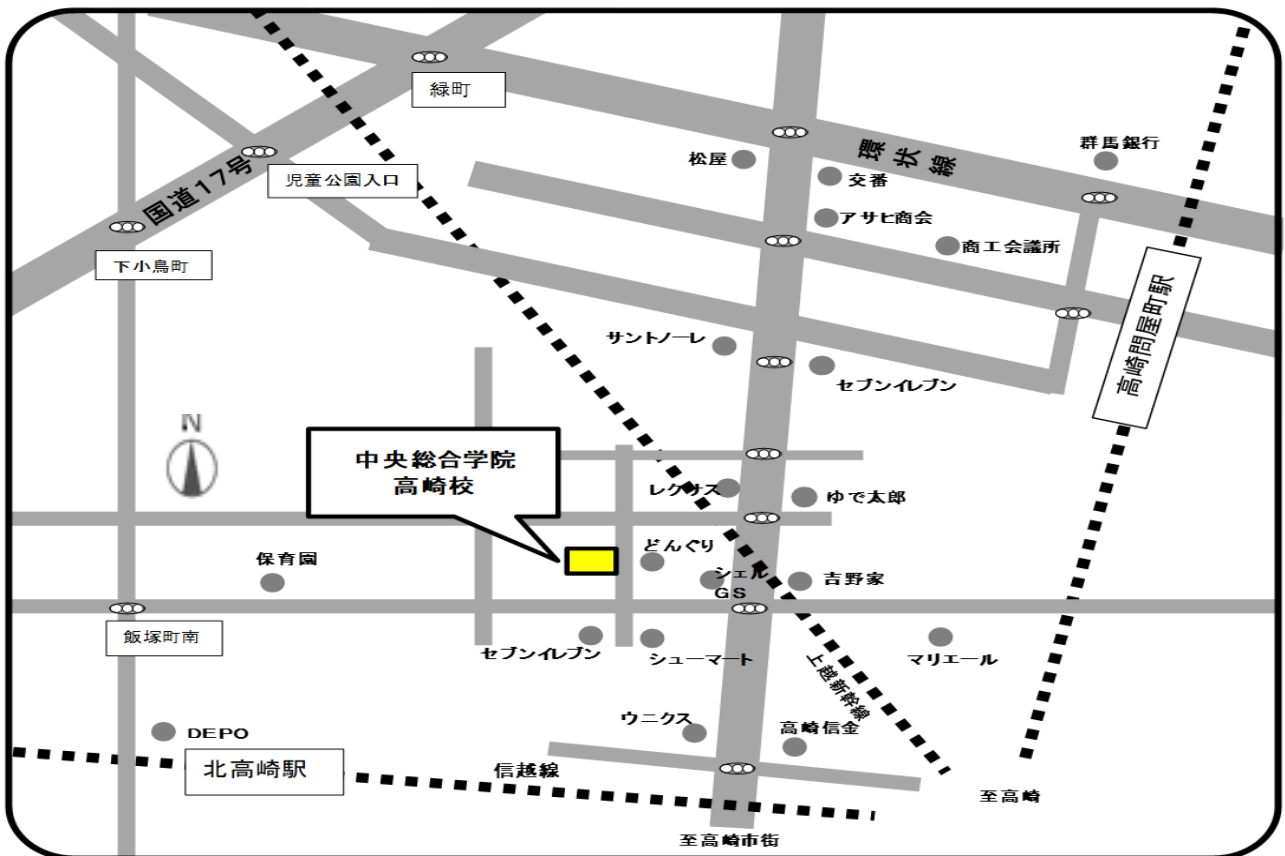 緑町
環状線
群馬銀行
松屋
交番
児童公園入口
国道17号
アサヒ商会
商工会議所
下小鳥町
高崎問屋町駅
サントノーレ
セブンイレブン
N
中央総合学院
高崎校
レクサス
ゆで太郎
どんぐり
保育園
シェル
GS
吉野家
飯塚町南
セブンイレブン
シューマート
マリエール
上越新幹線
ウニクス
高崎信金
DEPO
北高崎駅
信越線
至高崎
至高崎市街